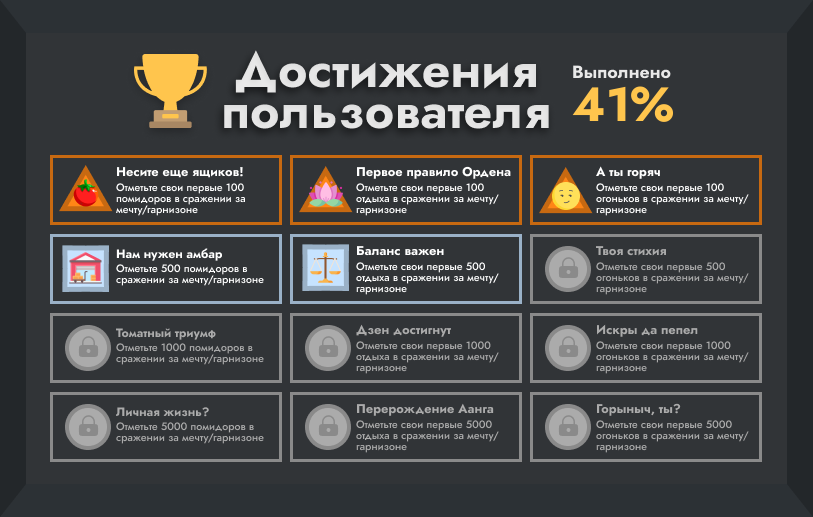 Достижения
пользователя
Выполнено
41%
Несите еще ящиков!
Отметьте свои первые 100
помидоров в сражении за
мечту/гарнизоне
Первое правило Ордена
Отметьте свои первые 100
отдыха в сражении за мечту/
гарнизоне
А ты горяч
Отметьте свои первые 100
огоньков в сражении за мечту/
гарнизоне
Нам нужен амбар
Отметьте 500 помидоров в
сражении за мечту/гарнизоне
Баланс важен
Отметьте свои первые 500
отдыха в сражении за мечту/
гарнизоне
Твоя стихия
Отметьте свои первые 500
огоньков в сражении за мечту/
гарнизоне
Томатный триумф
Отметьте 1000 помидоров в
сражении за мечту/гарнизоне
Дзен достигнут
Отметьте свои первые 1000
отдыха в сражении за мечту/
гарнизоне
Искры да пепел
Отметьте свои первые 1000
огоньков в сражении за мечту/
гарнизоне
Личная жизнь?
Отметьте 5000 помидоров в
сражении за мечту/гарнизоне
Перерождение Аанга
Отметьте свои первые 5000
отдыха в сражении за мечту/
гарнизоне
Горыныч, ты?
Отметьте свои первые 5000
огоньков в сражении за мечту/
гарнизоне